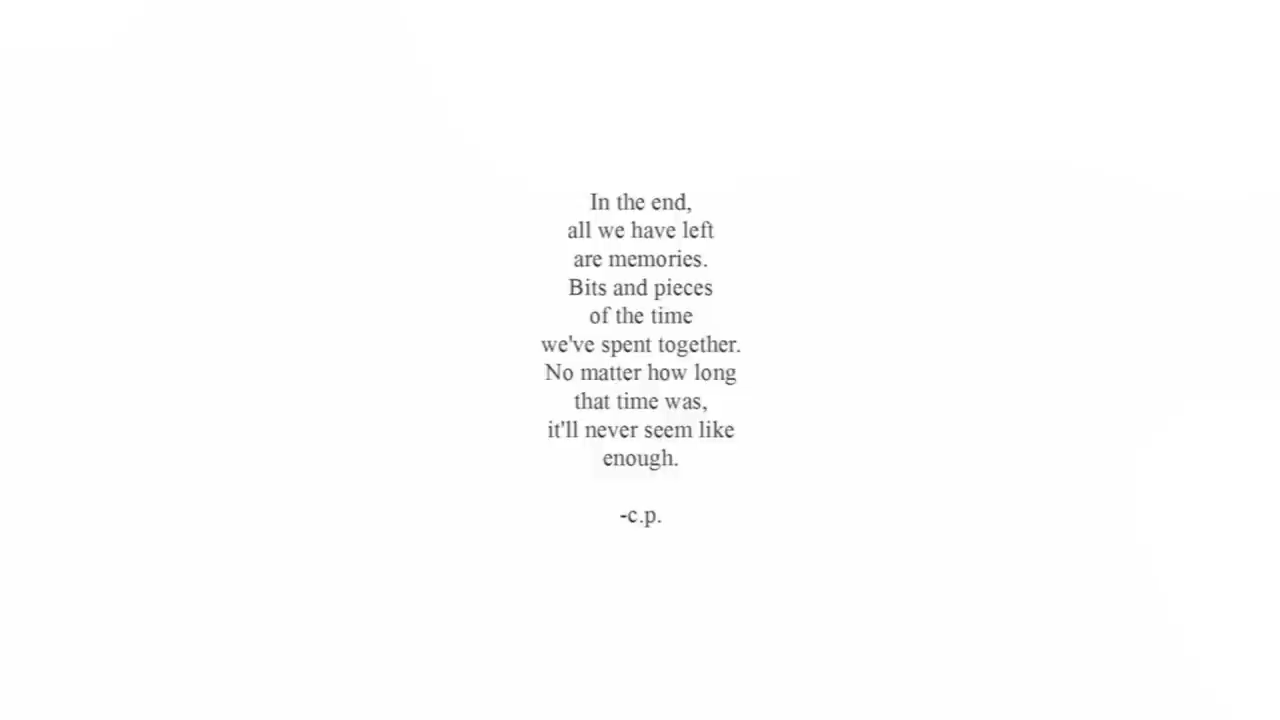 In the end,
all we have left
are memories.
Bits and pieces
of the time
we've spent together.
No matter how long
that time was,
it'll never seem like
enough.
-c.p.